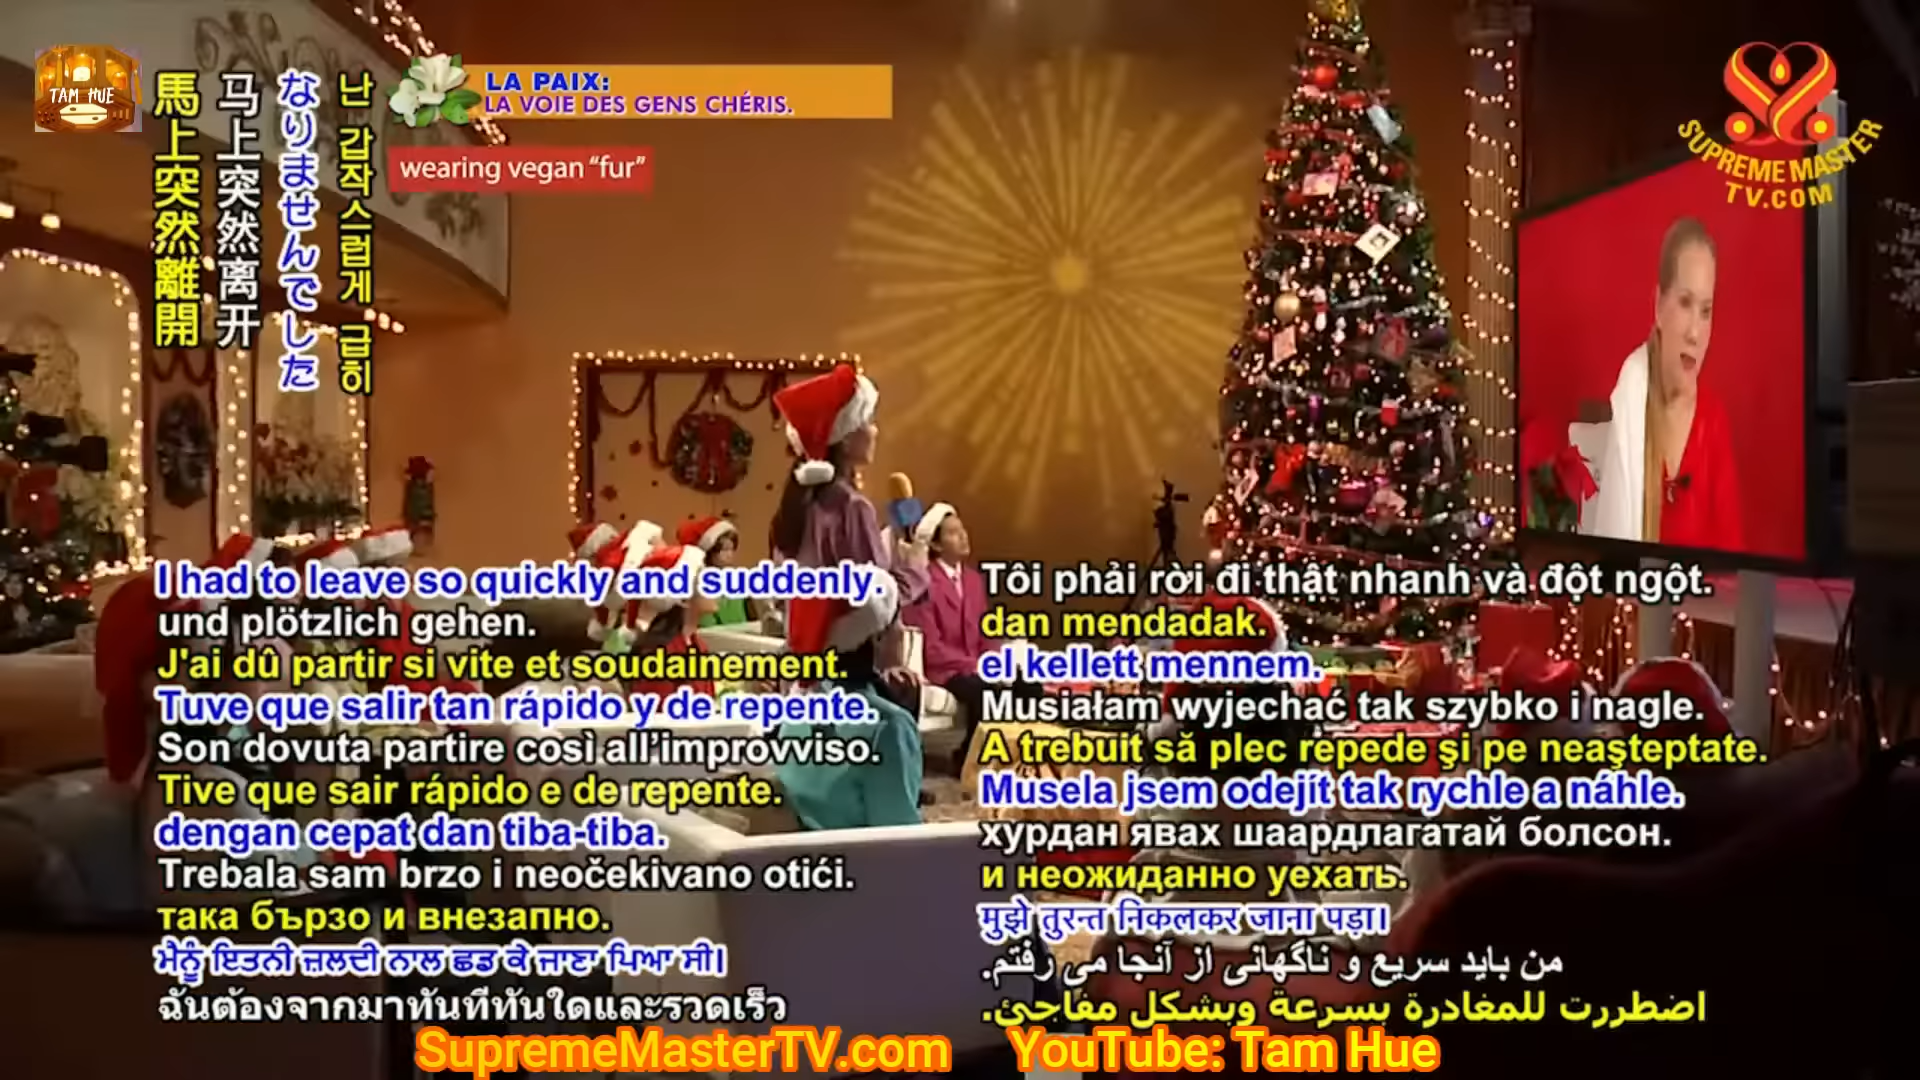 TAM HUE
馬上突然離開
马上突然离开
なりませんでした
난 갑작스럽게 급히
LA PAIX:
LA VOIE DES GENS CHÉRIS.
wearing vegan “fur”
SUPREME MASTER
TV.COM
I had to leave so quickly and suddenly.
und plötzlich gehen.
J'ai dû partir si vite et soudainement.
Tuve que salir tan rápido y de repente.
Son dovuta partire così all’improvviso.
Tive que sair rápido e de repente.
dengan cepat dan tiba-tiba.
Trebala sam brzo i neočekivano otići.
така бързо и внезапно.
ਮੈਨੂੰ ਇਤਨੀ ਜ਼ਲਦੀ ਨਾਲ ਛਡ ਕੇ ਜਾਣਾ ਪਿਆ ਸੀ।
ฉันต้องจากมาทันทีทันใดและรวดเร็ว
Tôi phải rời đi thật nhanh và đột ngột.
dan mendadak.
el kellett mennem.
Musiałam wyjechać tak szybko i nagle.
A trebuit să plec repede şi pe neaşteptate.
Musela jsem odejít tak rychle a náhle.
хурдан явах шаардлагатай болсон.
и неожиданно уехать.
मुझे तुरन्त निकलकर जाना पड़ा।
من باید سریع و ناگهانی از آنجا می رفتم.
اضطررت للمغادرة بسرعة وبشكل مفاجئ.
SupremeMasterTV.com
YouTube: Tam Hue